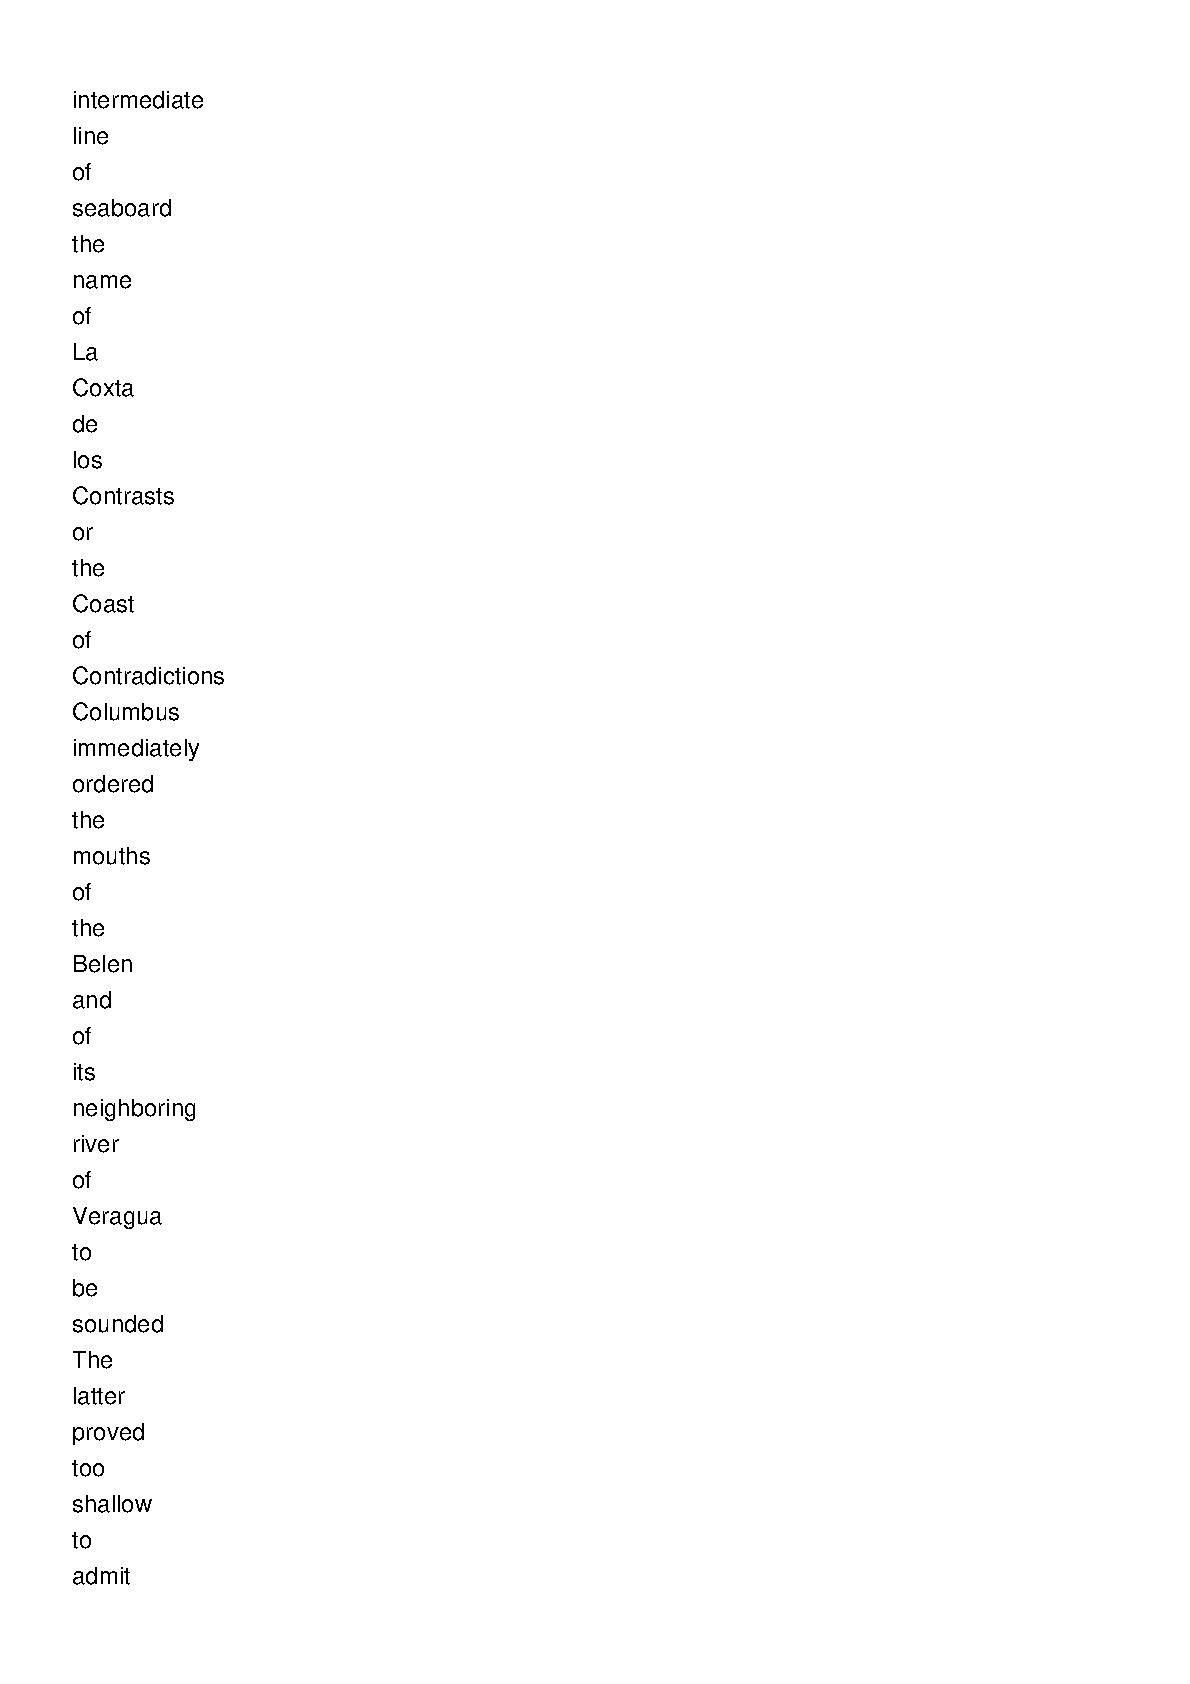 intermediate
line
of
seaboard
the
name
of
La
Coxta
de
los
Contrasts
or
the
Coast
of
Contradictions
Columbus
immediately
ordered
the
mouths
of
the
Belen
and
of
its
neighboring
river
of
Veragua
to
be
sounded
The
latter
proved
too
shallow
to
admit